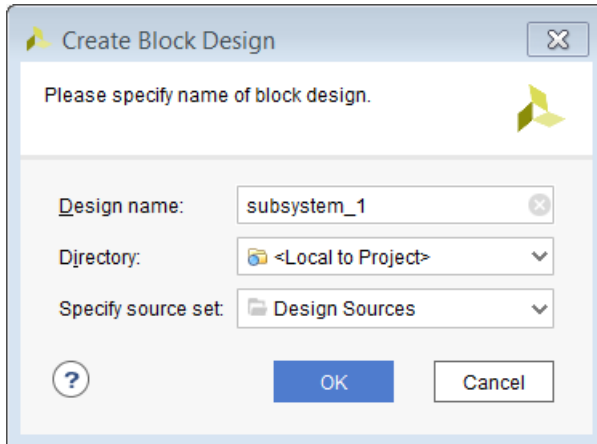 Create Block Design
Please specify name of block design.
Design name: subsystem_1
Directory: <Local to Project>
Specify source set: Design Sources
? OK Cancel